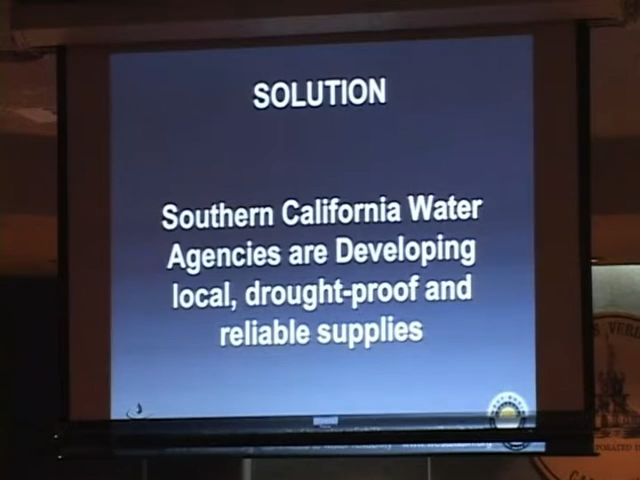 SOLUTION
Southern California Water
Agencies are Developing
local, drought-proof and
reliable supplies